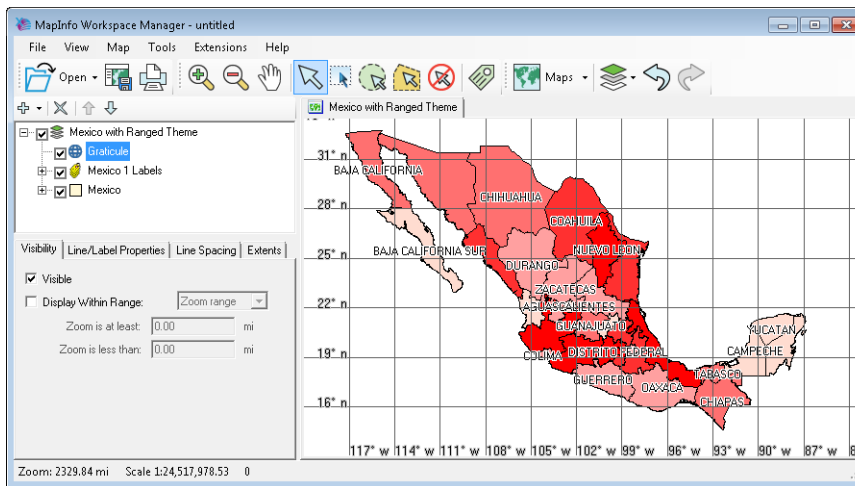 MapInfo Workspace Manager - untitled
File View Map Tools Extensions Help
Open Maps
Mexico with Ranged Theme
Graticule
Mexico 1 Labels
Mexico
Visibility Line/Label Properties Line Spacing Extents
Visible
Display Within Range: Zoom range
Zoom is at least: 0.00 mi
Zoom is less than: 0.00 mi
Mexico with Ranged Theme
31° n
BAJA CALIFORNIA
CHIHUAHUA
28° n
COAHUILA
BAJA CALIFORNIA SUR
NUEVO LEON
25° n
DURANGO
ZACATECAS
22° n
AGUASCALIENTES
GUANAJUATO
YUCATAN
19° n
COLIMA
DISTRITO FEDERAL
CAMPECHE
TABASCO
GUERRERO
OAXACA
16° n
CHIAPAS
117° w 114° w 111° w 108° w 105° w 102° w 99° w 96° w 93° w 90° w 87° w
Zoom: 2329.84 mi Scale 1:24,517,978.53 0